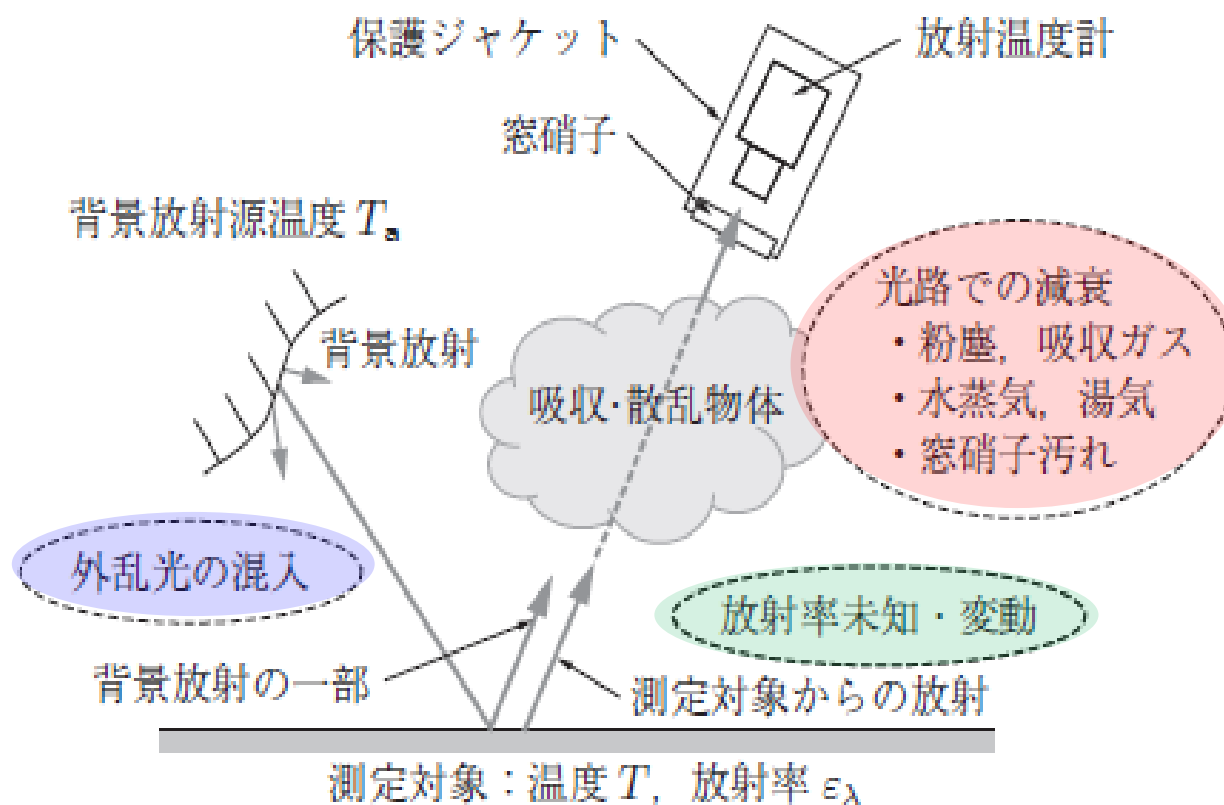 保護ジャケット
放射温度計
窓硝子
背景放射源温度 Ta
背景放射
光路での減衰
・粉塵，吸収ガス
・水蒸気，湯気
・窓硝子汚れ
吸収・散乱物体
外乱光の混入
放射率未知・変動
背景放射の一部
測定対象からの放射
測定対象：温度 T，放射率 ελ